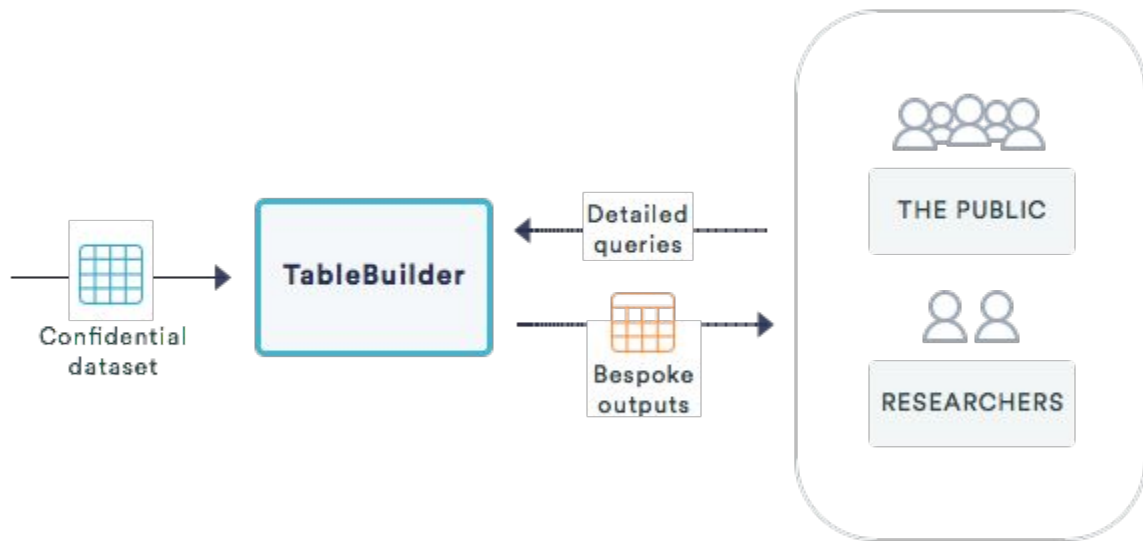 Confidential
dataset
TableBuilder
Detailed
queries
Bespoke
outputs
THE PUBLIC
RESEARCHERS